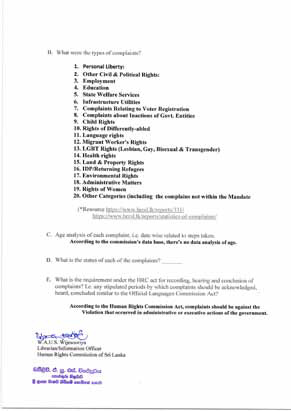 B. What were the types of complaints?
1. Personal Liberty:
2. Other Civil & Political Rights:
3. Employment
4. Education
5. State Welfare Services
6. Infrastructure Utilities
7. Complaints Relating to Voter Registration
8. Complaints about Inactions of Govt. Entities
9. Child Rights
10. Rights of Differently-abled
11. Language rights
12. Migrant Worker's Rights
13. LGBT Rights (Lesbian, Gay, Bisexual & Transgender)
14. Health rights
15. Land & Property Rights
16. IDP/Returning Refugees
17. Environmental Rights
18. Administrative Matters
19. Rights of Women
20. Other Categories (including the complains not within the Mandate
(*Resource https://www.hrcsl.lk/reports/331/
https://www.hrcsl.lk/reports/statistics-of-complaints/
C. Age analysis of each complaint, i.e. date wise related to steps taken.
According to the commission's data base, there's no data analysis of age.
D. What is the status of each of the complaints?
E. What is the requirement under the HRC act for recording, hearing and conclusion of
complaints? I.e. any stipulated periods by which complaints should be acknowledged,
heard, concluded similar to the Official Languages Commission Act?
According to the Human Rights Commission Act, complaints should be against the
Violation that occurred in administrative or executive actions of the government.
W.A.U.S. Wijesooriya
Librarian/Information Officer
Human Rights Commission of Sri Lanka